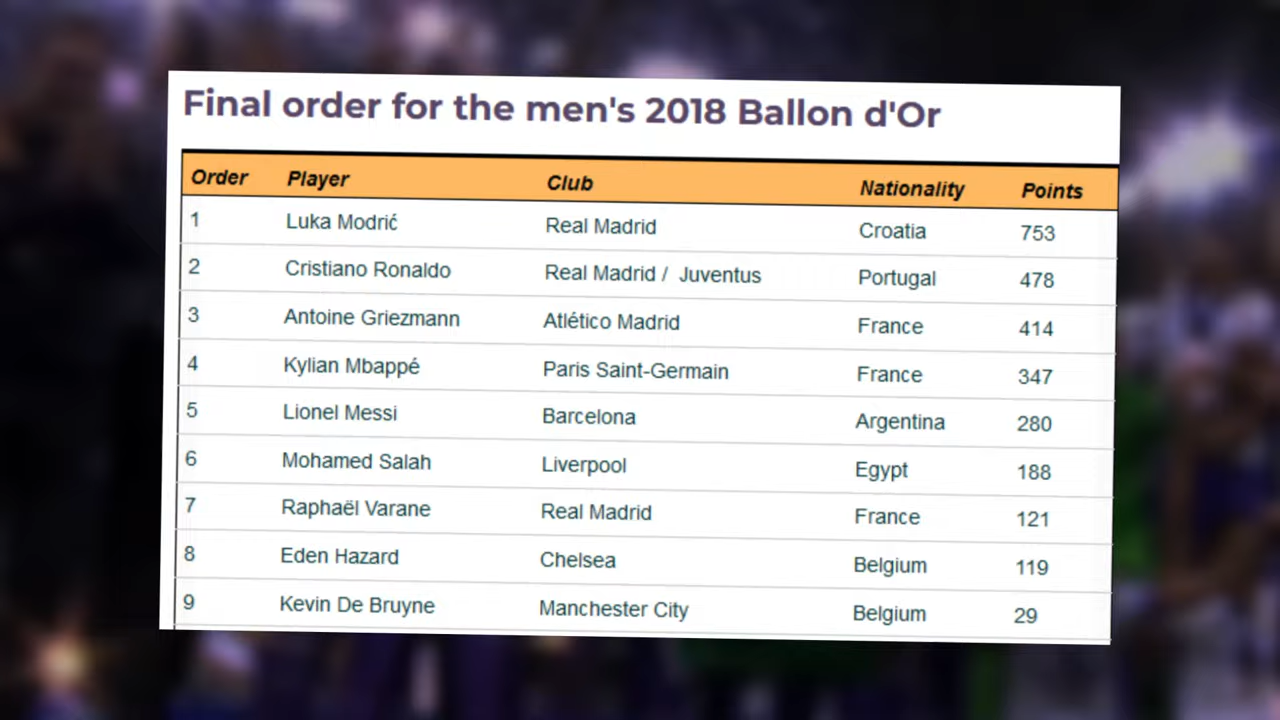 Final order for the men's 2018 Ballon d'Or
Order Player Club Nationality Points
1 Luka Modrić Real Madrid Croatia 753
2 Cristiano Ronaldo Real Madrid / Juventus Portugal 478
3 Antoine Griezmann Atlético Madrid France 414
4 Kylian Mbappé Paris Saint-Germain France 347
5 Lionel Messi Barcelona Argentina 280
6 Mohamed Salah Liverpool Egypt 188
7 Raphaël Varane Real Madrid France 121
8 Eden Hazard Chelsea Belgium 119
9 Kevin De Bruyne Manchester City Belgium 29